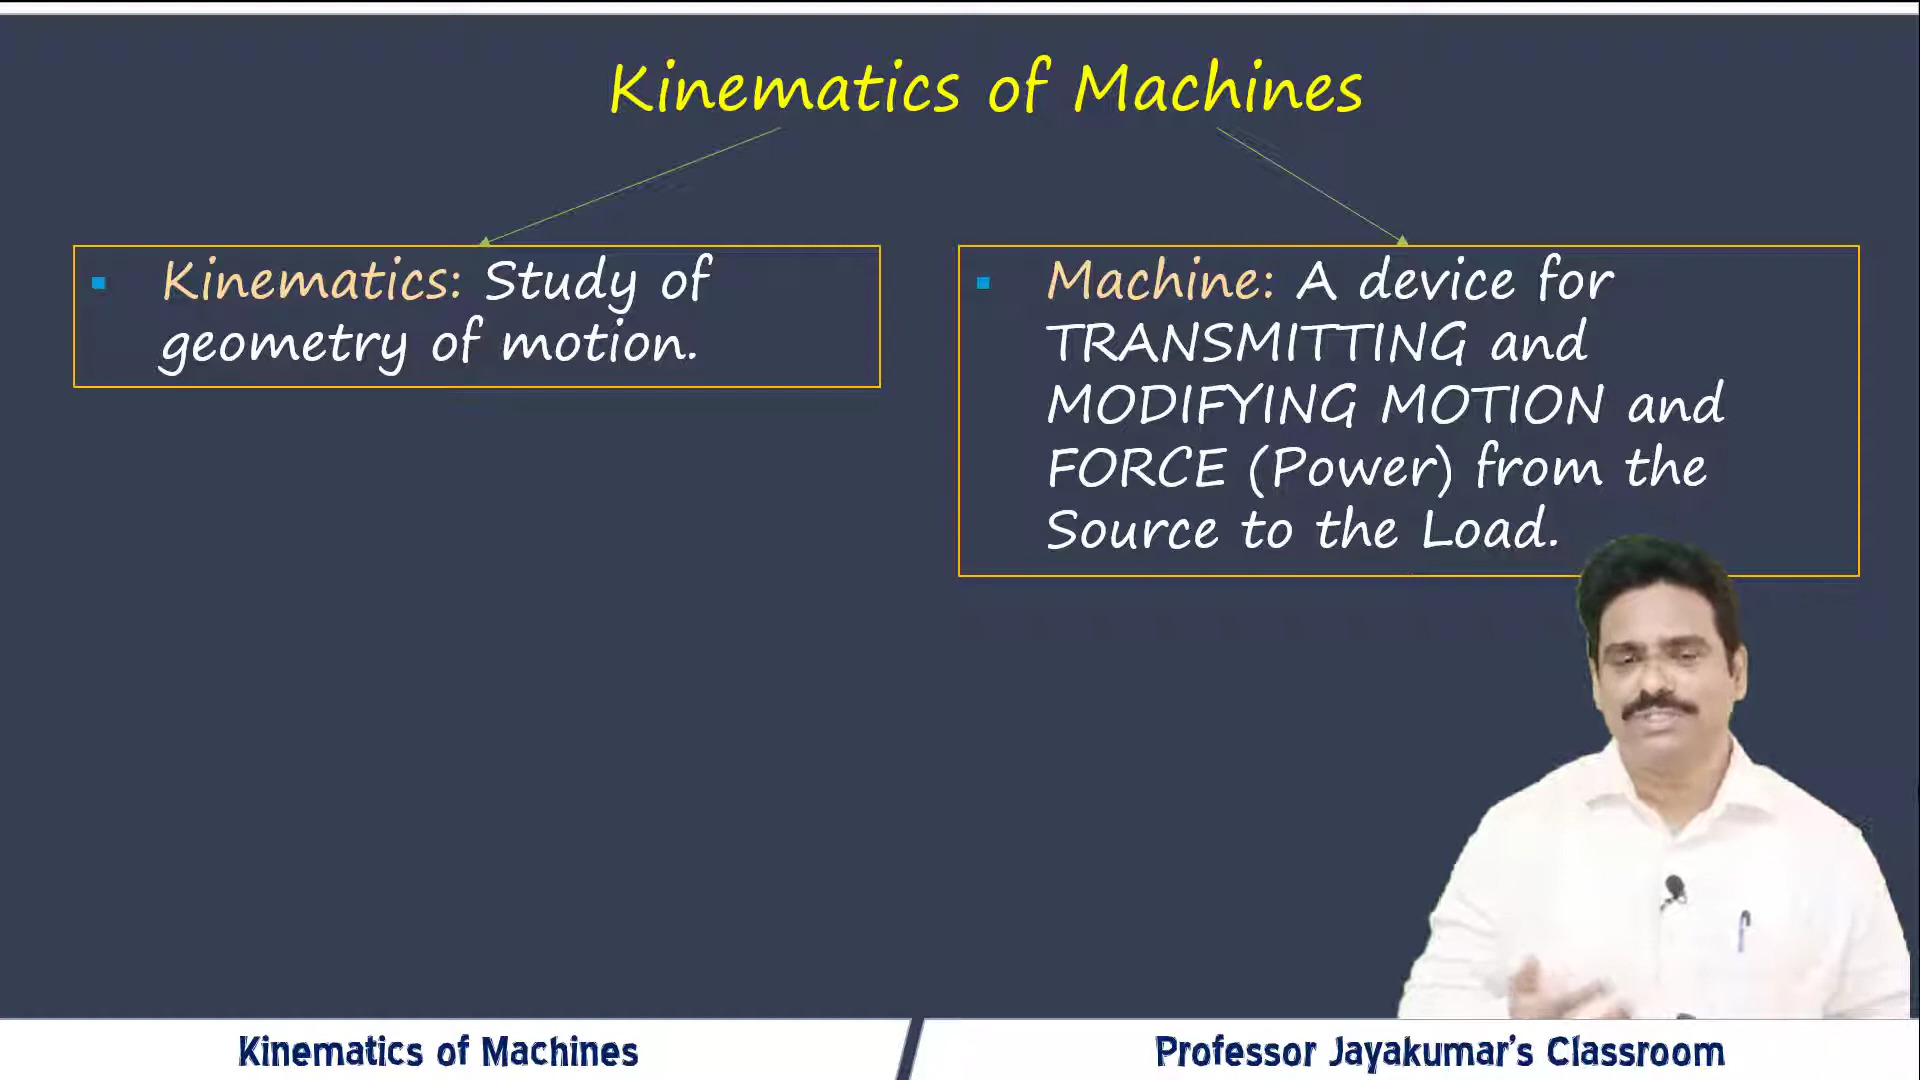 Kinematics of Machines
Kinematics: Study of
geometry of motion.
Machine: A device for
TRANSMITTING and
MODIFYING MOTION and
FORCE (Power) from the
Source to the Load.
Kinematics of Machines
Professor Jayakumar's Classroom